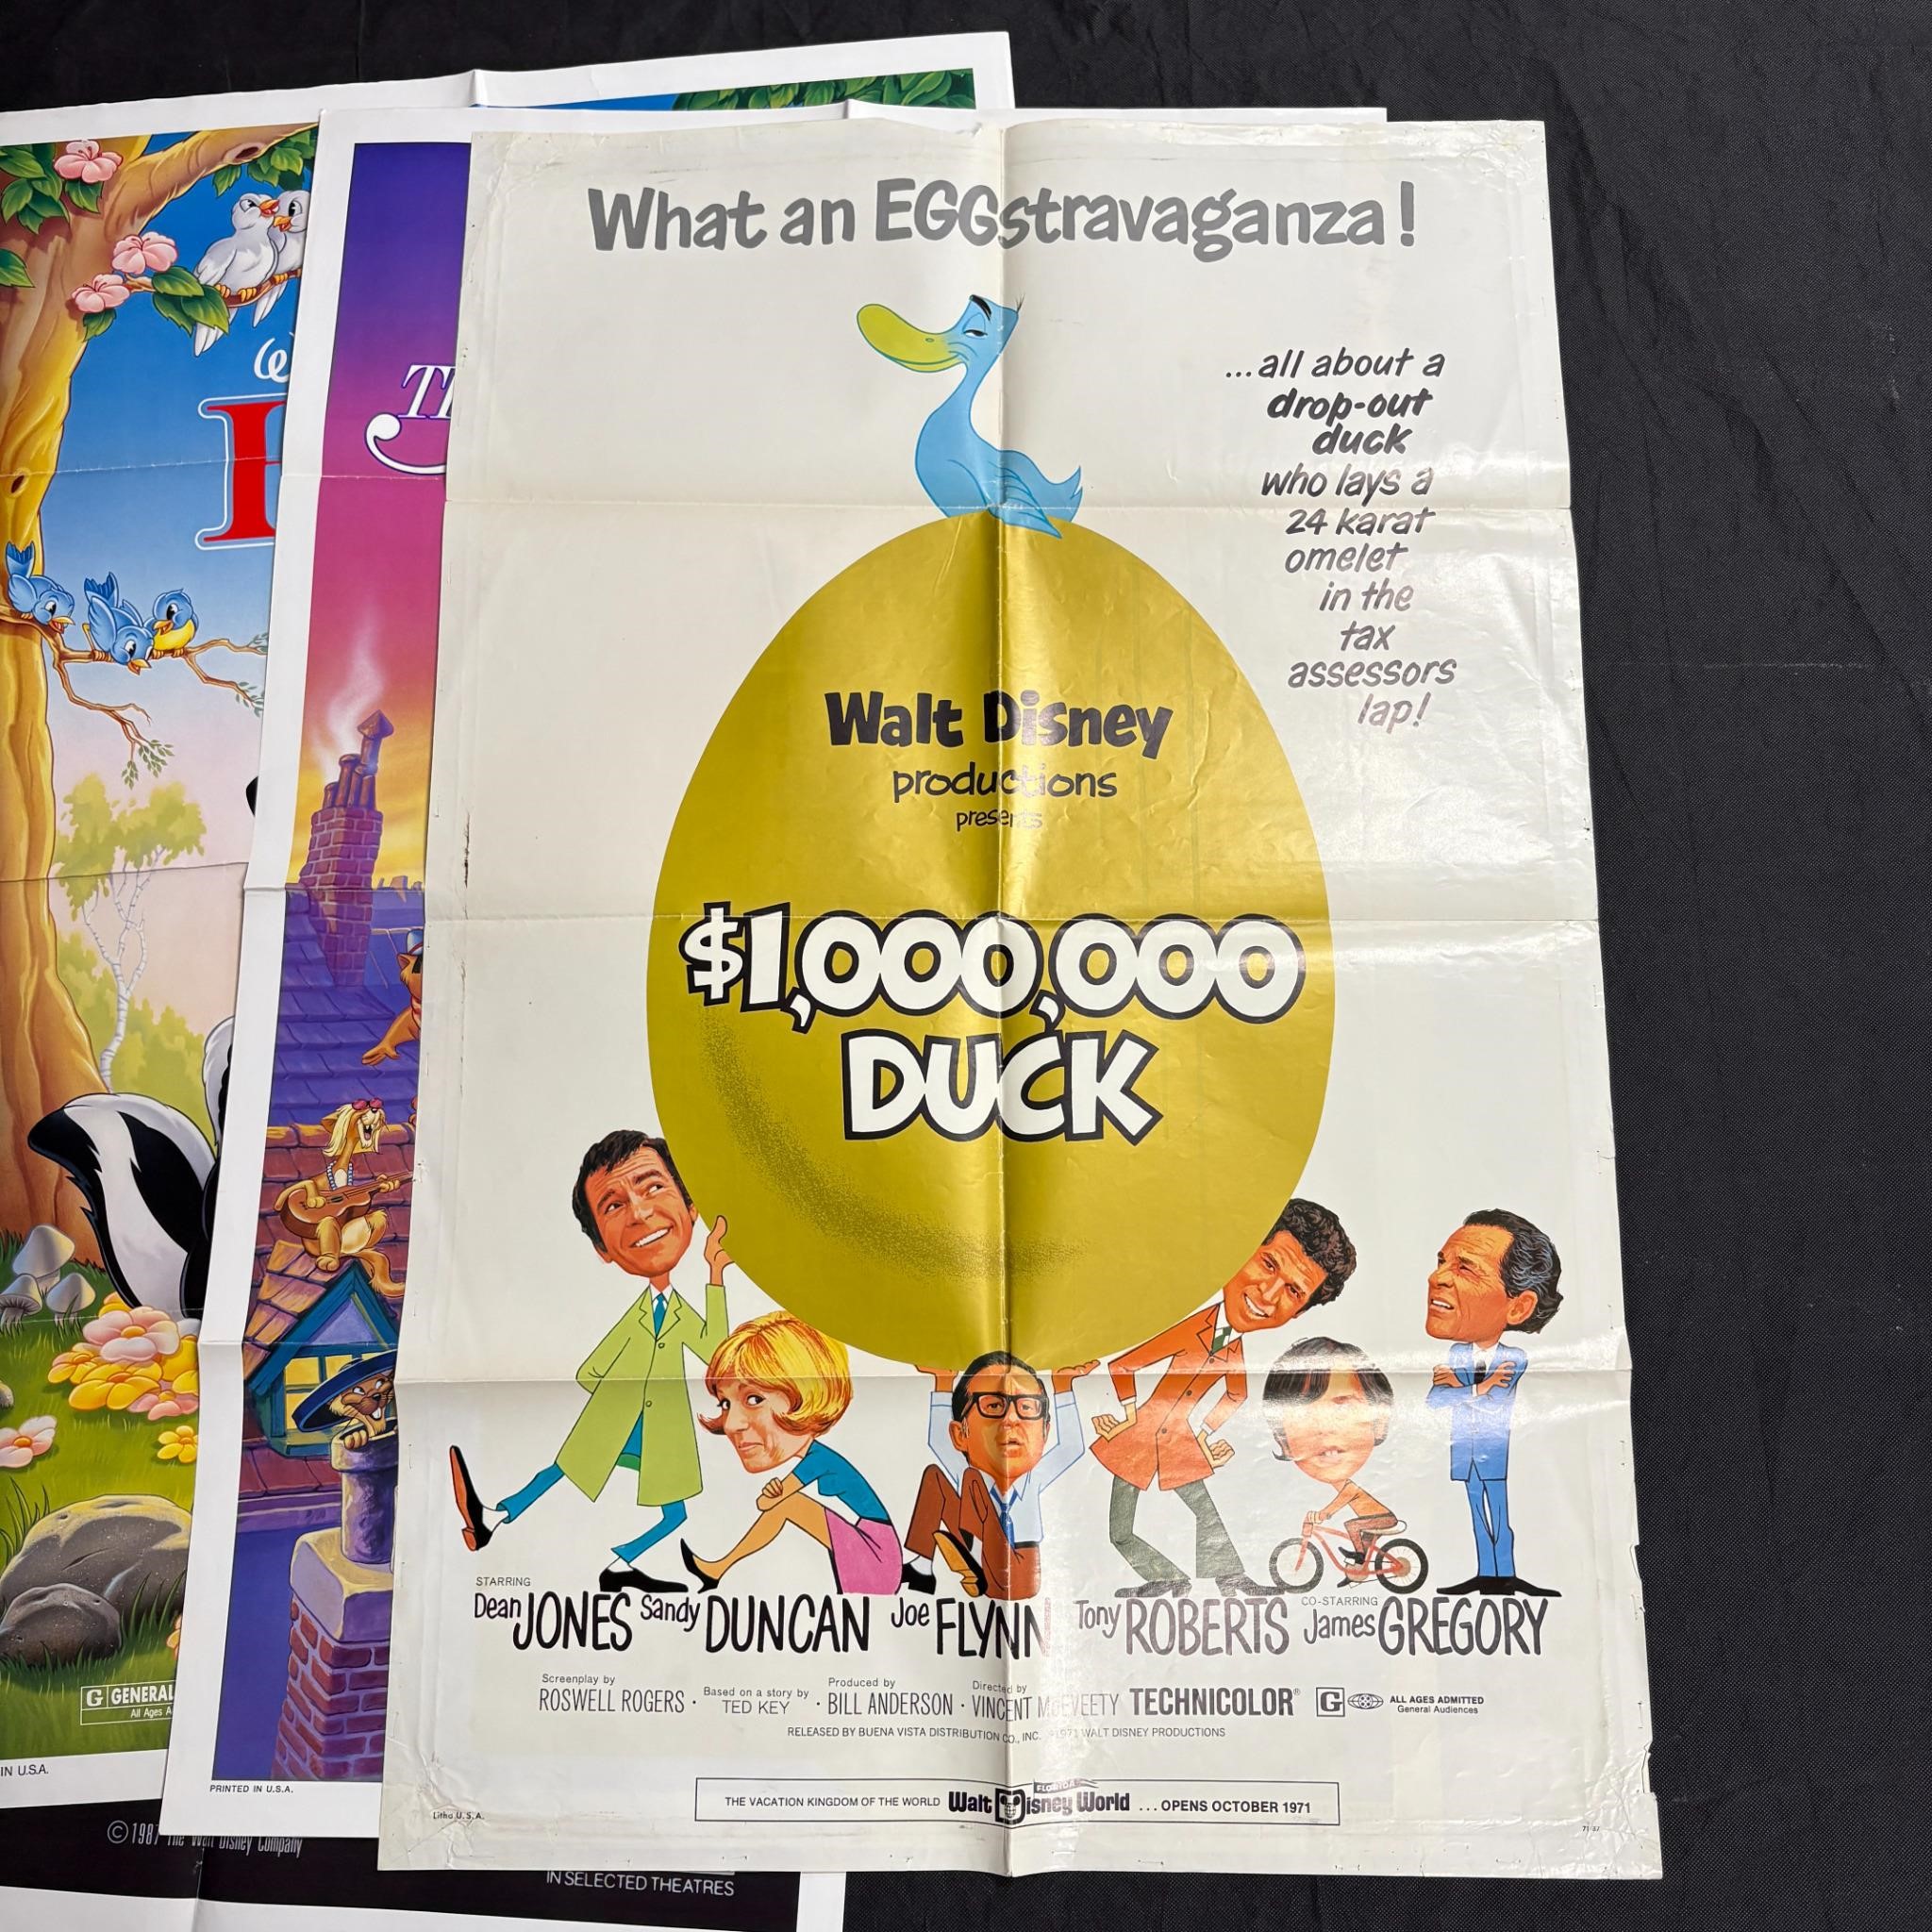 What an EGGstravaganza!
...all about a
drop-out
duck
who lays a
24 karat
omelet
in the
tax
assessors
lap!
Walt Disney
productions
presents
$1,000,000
DUCK
STARRING
Dean JONES Sandy DUNCAN Joe FLYNN Tony ROBERTS CO-STARRING James GREGORY
Screenplay by
ROSWELL ROGERS ·
Based on a story by
TED KEY ·
Produced by
BILL ANDERSON ·
Directed by
VINCENT McEVEETY TECHNICOLOR®
G ALL AGES ADMITTED
General Audiences
RELEASED BY BUENA VISTA DISTRIBUTION CO., INC. ©1971 WALT DISNEY PRODUCTIONS
THE VACATION KINGDOM OF THE WORLD Walt Disney World FLORIDA ... OPENS OCTOBER 1971
Litho U.S.A.
G GENERAL
All Ages A
IN U.S.A.
PRINTED IN U.S.A.
© 1987 The Walt Disney Company
IN SELECTED THEATRES